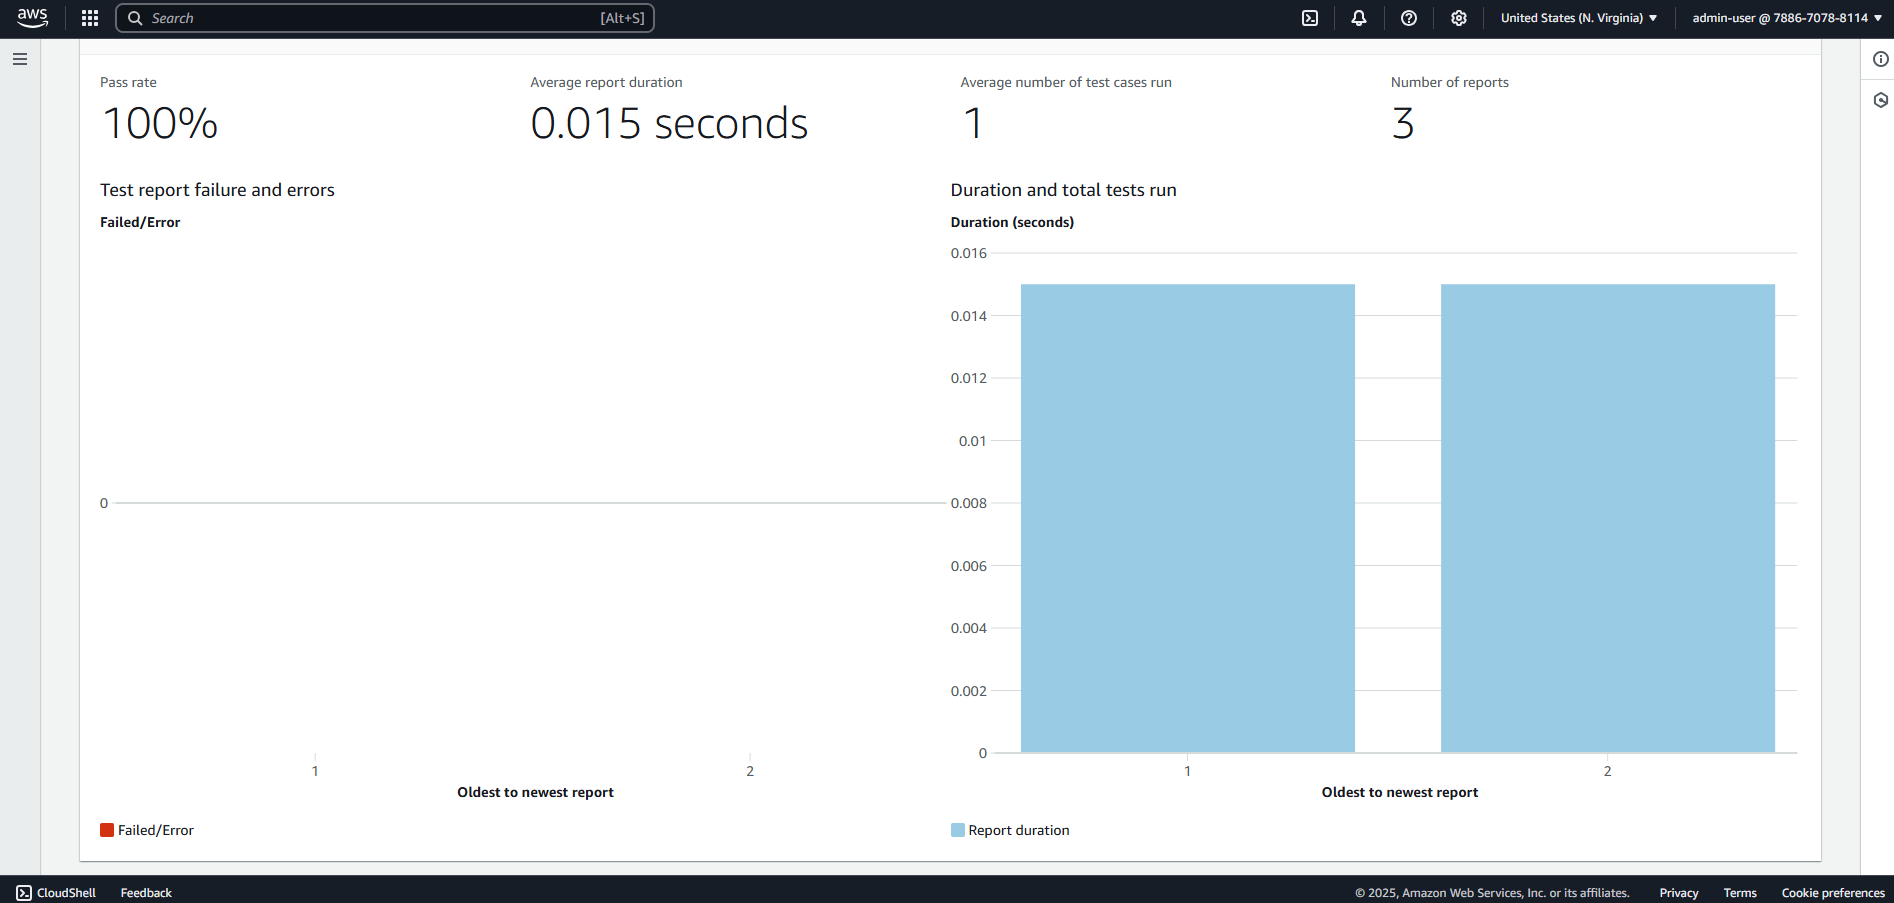 aws
Search [Alt+S]
United States (N. Virginia)
admin-user @ 7886-7078-8114
Pass rate
100%
Average report duration
0.015 seconds
Average number of test cases run
1
Number of reports
3
Test report failure and errors
Failed/Error
0
1
2
Oldest to newest report
Failed/Error
Duration and total tests run
Duration (seconds)
0.016
0.014
0.012
0.01
0.008
0.006
0.004
0.002
0
1
2
Oldest to newest report
Report duration
CloudShell Feedback
© 2025, Amazon Web Services, Inc. or its affiliates. Privacy Terms Cookie preferences